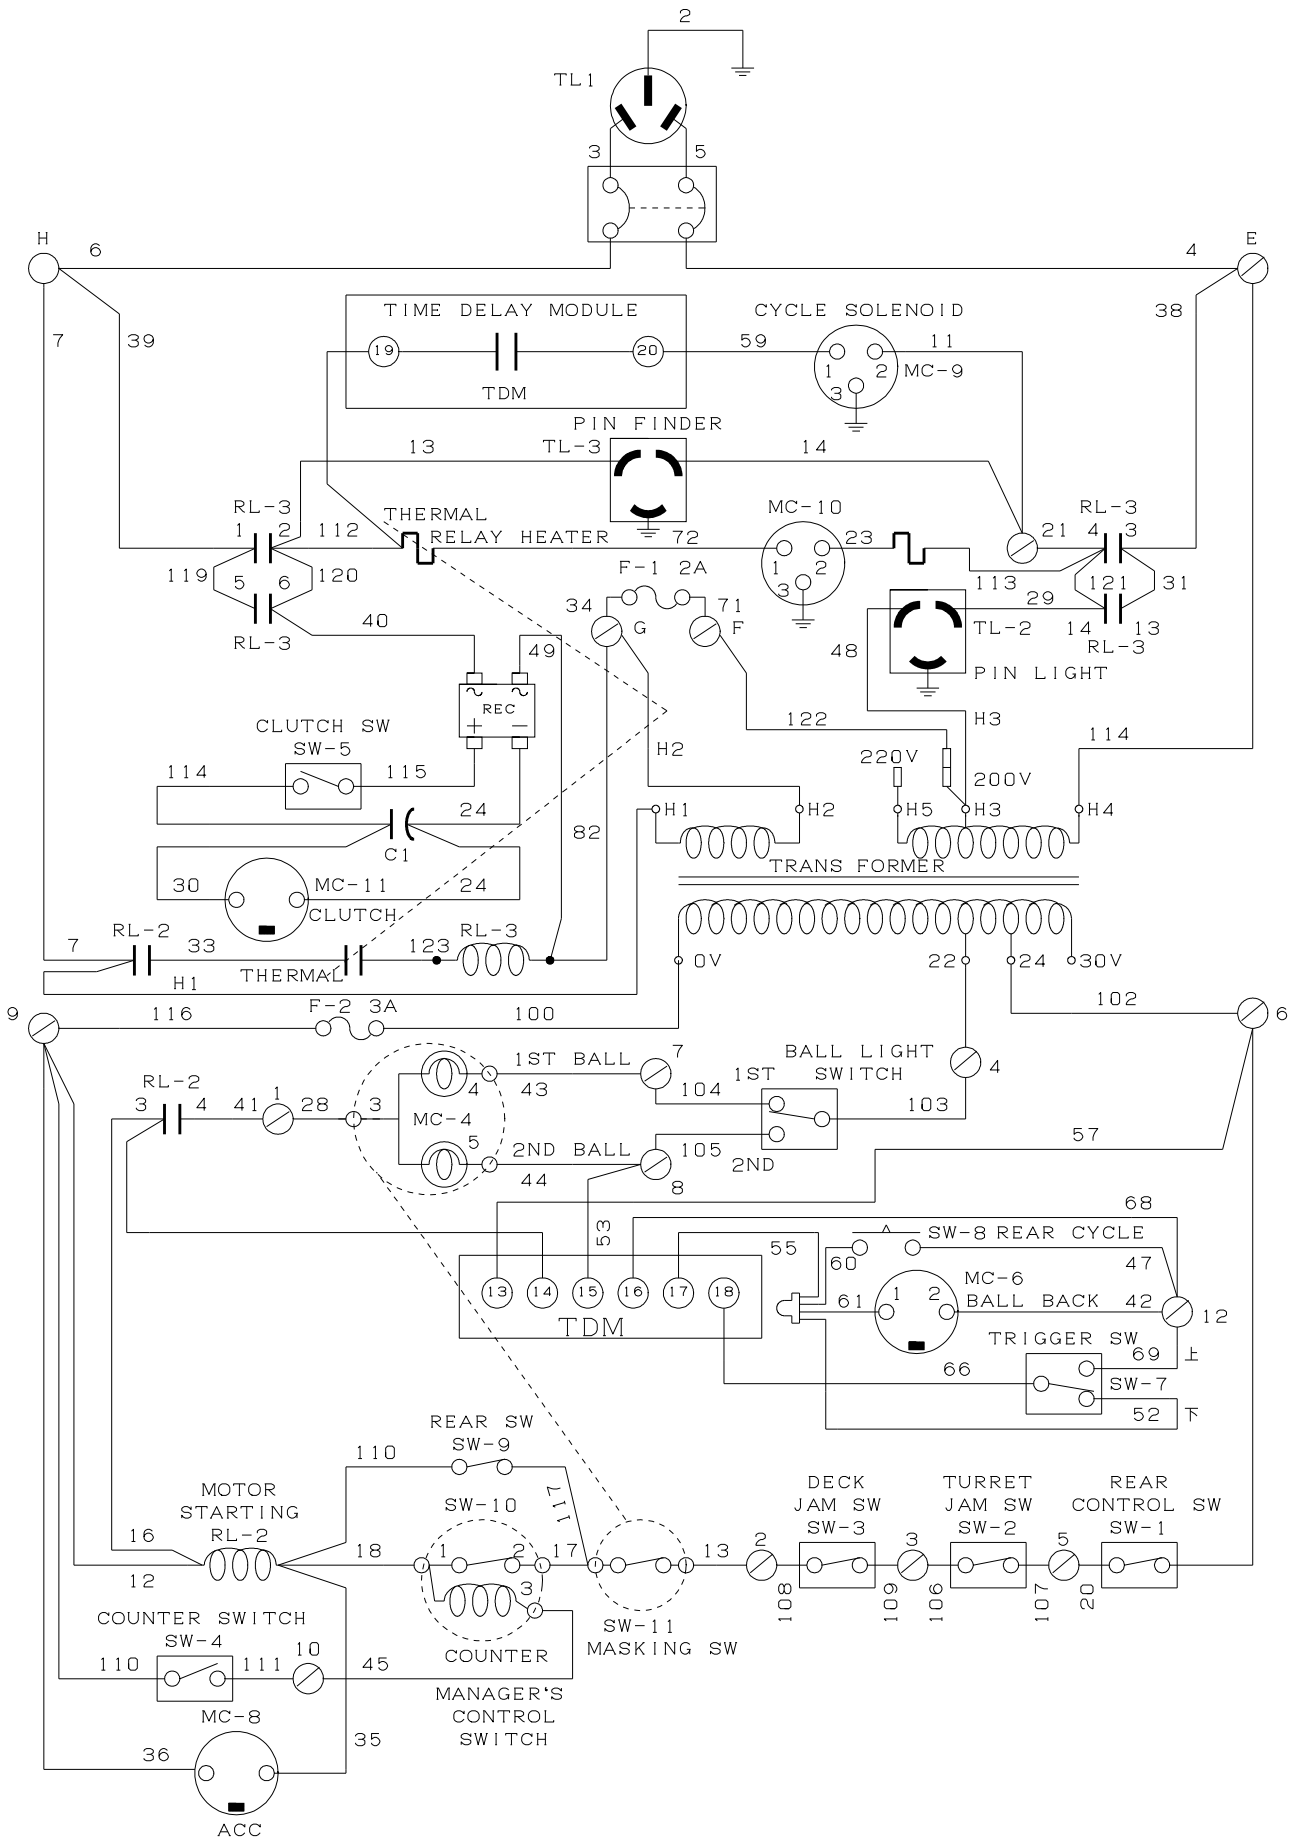 2
TL1
3
5
H
6
4
E
7
39
38
TIME DELAY MODULE
CYCLE SOLENOID
19
20
59
11
1
2
MC-9
3
TDM
PIN FINDER
13
TL-3
14
RL-3
THERMAL
MC-10
RL-3
1
2
112
RELAY HEATER
72
23
21
4
3
1
2
3
119
5
6
120
F-1 2A
113
121
31
RL-3
40
34
G
71
F
29
TL-2
14
13
RL-3
49
48
PIN LIGHT
REC
+
−
H3
CLUTCH SW
SW-5
122
114
H2
220V
200V
114
115
24
H1
H2
H5
H3
H4
C1
82
TRANS FORMER
30
MC-11
24
CLUTCH
RL-2
RL-3
7
33
123
THERMAL
0V
22
24
30V
H1
F-2 3A
9
116
100
102
6
BALL LIGHT
SWITCH
1ST BALL
7
1ST
4
RL-2
4
43
104
3
4
41
1
28
3
MC-4
103
57
5
2ND BALL
105
2ND
44
8
68
53
55
SW-8 REAR CYCLE
60
47
13
14
15
16
17
18
MC-6
61
1
2
BALL BACK
42
12
TDM
TRIGGER SW
69
上
66
SW-7
52
下
REAR SW
SW-9
110
117
MOTOR
STARTING
RL-2
SW-10
DECK
JAM SW
SW-3
TURRET
JAM SW
SW-2
REAR
CONTROL SW
SW-1
16
18
1
2
17
13
2
3
5
12
3
108
109
106
107
20
COUNTER SWITCH
SW-4
10
SW-11
MASKING SW
COUNTER
110
111
45
MANAGER'S
CONTROL
SWITCH
MC-8
36
35
ACC